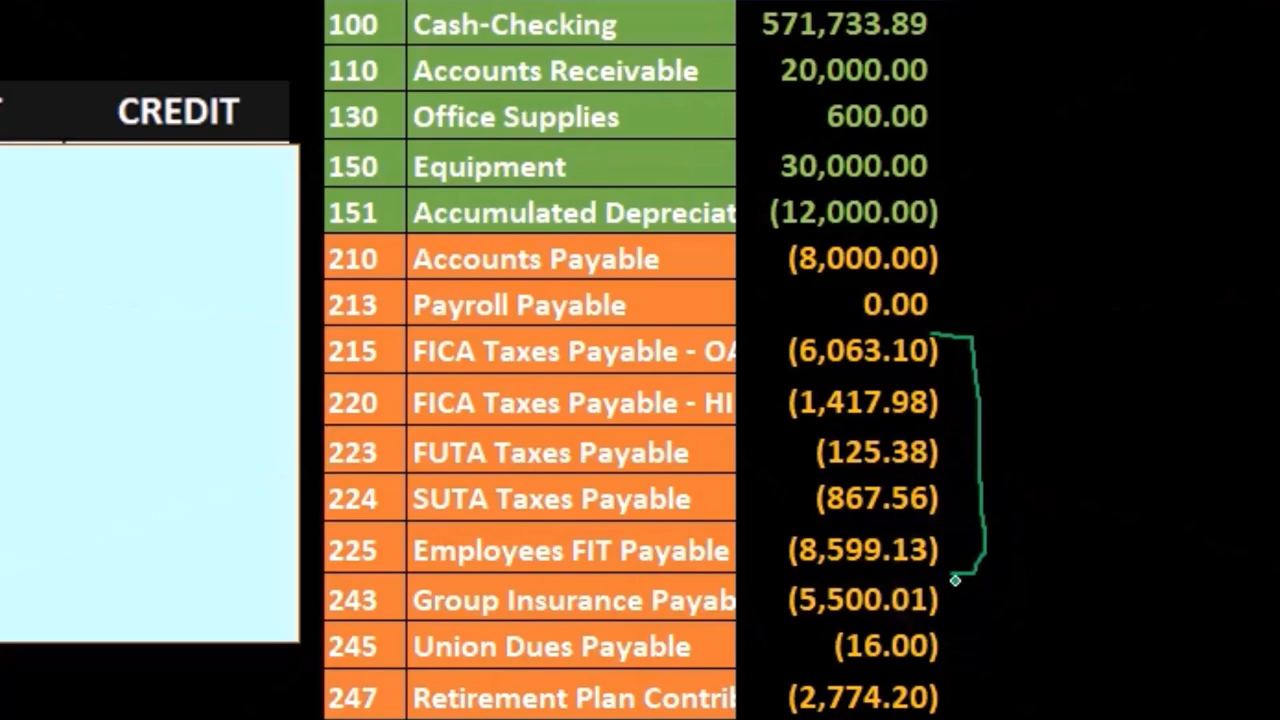 100 Cash-Checking 571,733.89
110 Accounts Receivable 20,000.00
CREDIT
130 Office Supplies 600.00
150 Equipment 30,000.00
151 Accumulated Depreciat (12,000.00)
210 Accounts Payable (8,000.00)
213 Payroll Payable 0.00
215 FICA Taxes Payable - OA (6,063.10)
220 FICA Taxes Payable - HI (1,417.98)
223 FUTA Taxes Payable (125.38)
224 SUTA Taxes Payable (867.56)
225 Employees FIT Payable (8,599.13)
243 Group Insurance Payab (5,500.01)
245 Union Dues Payable (16.00)
247 Retirement Plan Contrib (2,774.20)